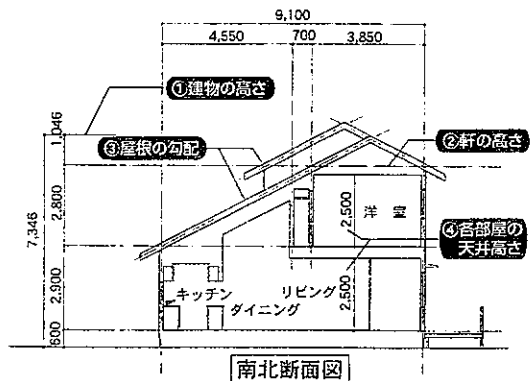 9,100
4,550
700
3,850
①建物の高さ
②軒の高さ
③屋根の勾配
1,046
2,800
7,346
2,900
600
2,500
洋室
④各部屋の
天井高さ
キッチン
リビング
ダイニング
2,500
南北断面図